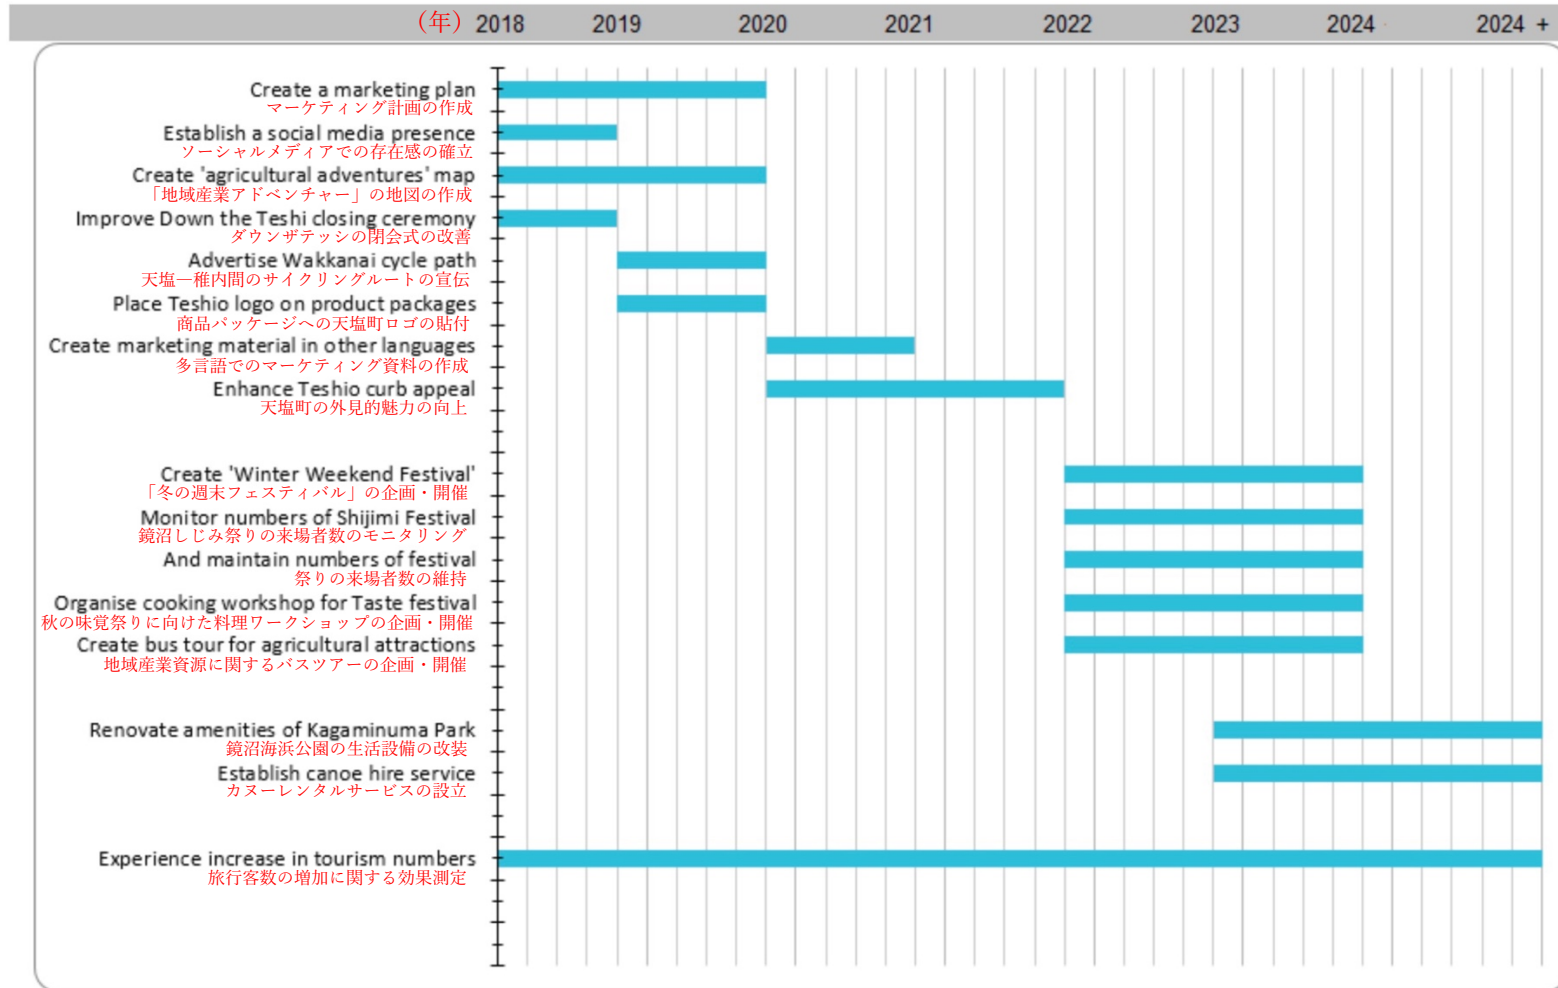 (年) 2018 2019 2020 2021 2022 2023 2024 2024 +
Create a marketing plan
マーケティング計画の作成
Establish a social media presence
ソーシャルメディアでの存在感の確立
Create 'agricultural adventures' map
「地域産業アドベンチャー」の地図の作成
Improve Down the Teshi closing ceremony
ダウンザテッシの閉会式の改善
Advertise Wakkanai cycle path
天塩―稚内間のサイクリングルートの宣伝
Place Teshio logo on product packages
商品パッケージへの天塩町ロゴの貼付
Create marketing material in other languages
多言語でのマーケティング資料の作成
Enhance Teshio curb appeal
天塩町の外見的魅力の向上
Create 'Winter Weekend Festival'
「冬の週末フェスティバル」の企画・開催
Monitor numbers of Shijimi Festival
鏡沼しじみ祭りの来場者数のモニタリング
And maintain numbers of festival
祭りの来場者数の維持
Organise cooking workshop for Taste festival
秋の味覚祭りに向けた料理ワークショップの企画・開催
Create bus tour for agricultural attractions
地域産業資源に関するバスツアーの企画・開催
Renovate amenities of Kagaminuma Park
鏡沼海浜公園の生活設備の改装
Establish canoe hire service
カヌーレンタルサービスの設立
Experience increase in tourism numbers
旅行客数の増加に関する効果測定